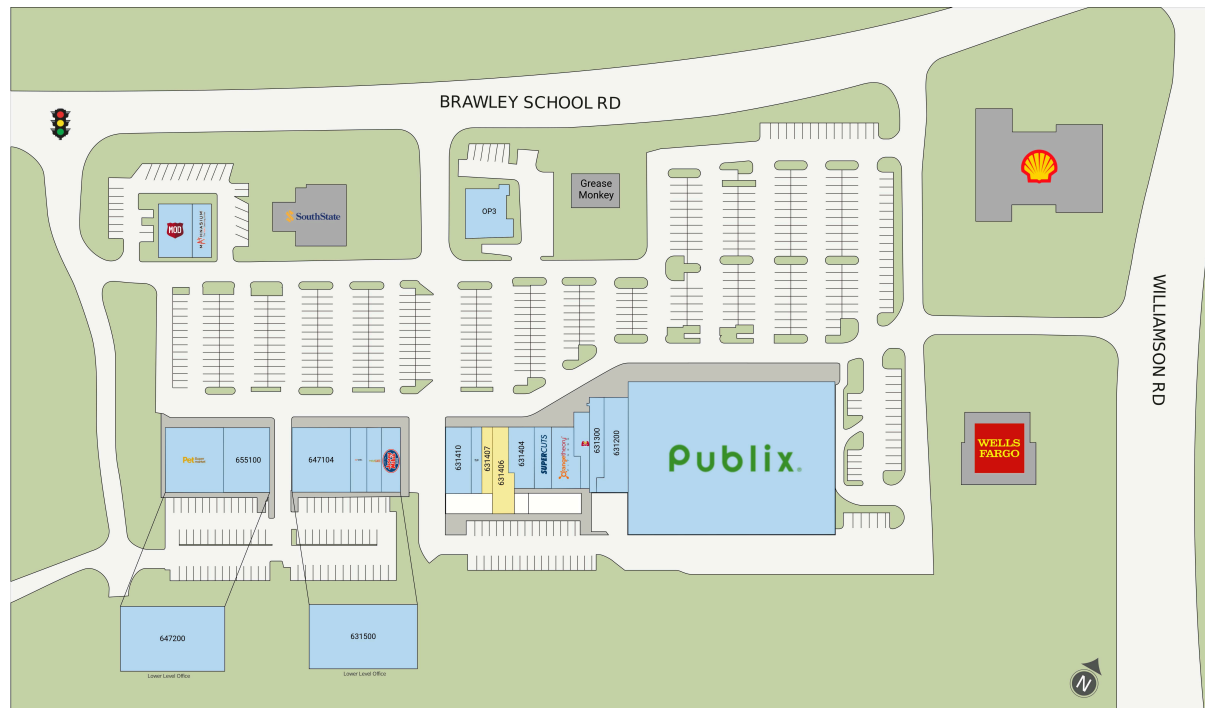 BRAWLEY SCHOOL RD
WILLIAMSON RD
MOD
MATHNASIUM
SouthState
OP3
Grease
Monkey
WELLS
FARGO
Pet
655100
647104
631410
631407
631406
631404
SUPERCUTS
631300
631200
Publix.
647200
Lower Level Office
631500
Lower Level Office
N